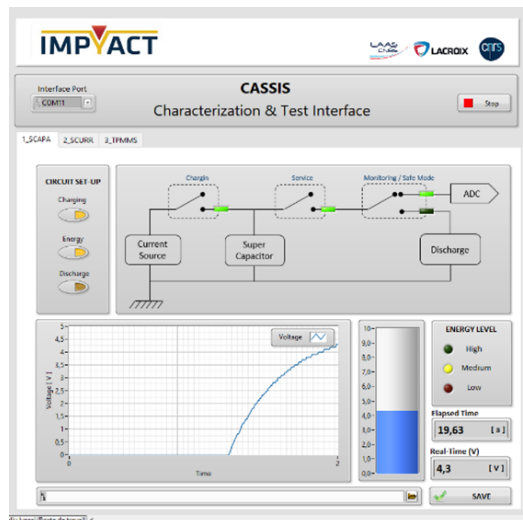 IMPACT
LAAS
CNRS
LACROIX
cnrs
Interface Port
COM11
CASSIS
Characterization & Test Interface
Stop
1_SCAPA 2_SCURR 3_TPMMS
CIRCUIT SET-UP
Charging
Energy
Discharge
Chargin
Service
Monitoring / Safe Mode
ADC
Current
Source
Super
Capacitor
Discharge
Voltage
5-
4,5-
4-
3,5-
3-
2,5-
2-
1,5-
1-
0,5-
0-
Voltage [ V ]
0
2
Time
10-
9,0-
8,0-
7,0-
6,0-
5,0-
4,0-
3,0-
2,0-
1,0-
0,0-
ENERGY LEVEL
High
Medium
Low
Elapsed Time
19,63 [ s ]
Real-Time (V)
4,3 [ V ]
SAVE